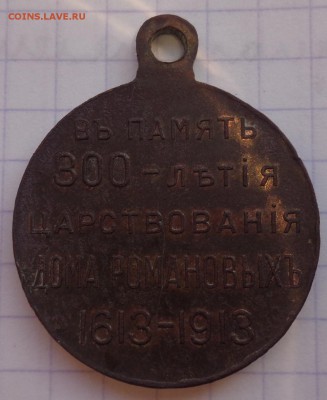 COINS.LAVE.RU
ВЪ ПАМЯТЬ
300-ЛѢТІЯ
ЦАРСТВОВАНІЯ
ДОМА РОМАНОВЫХЪ
1613-1913